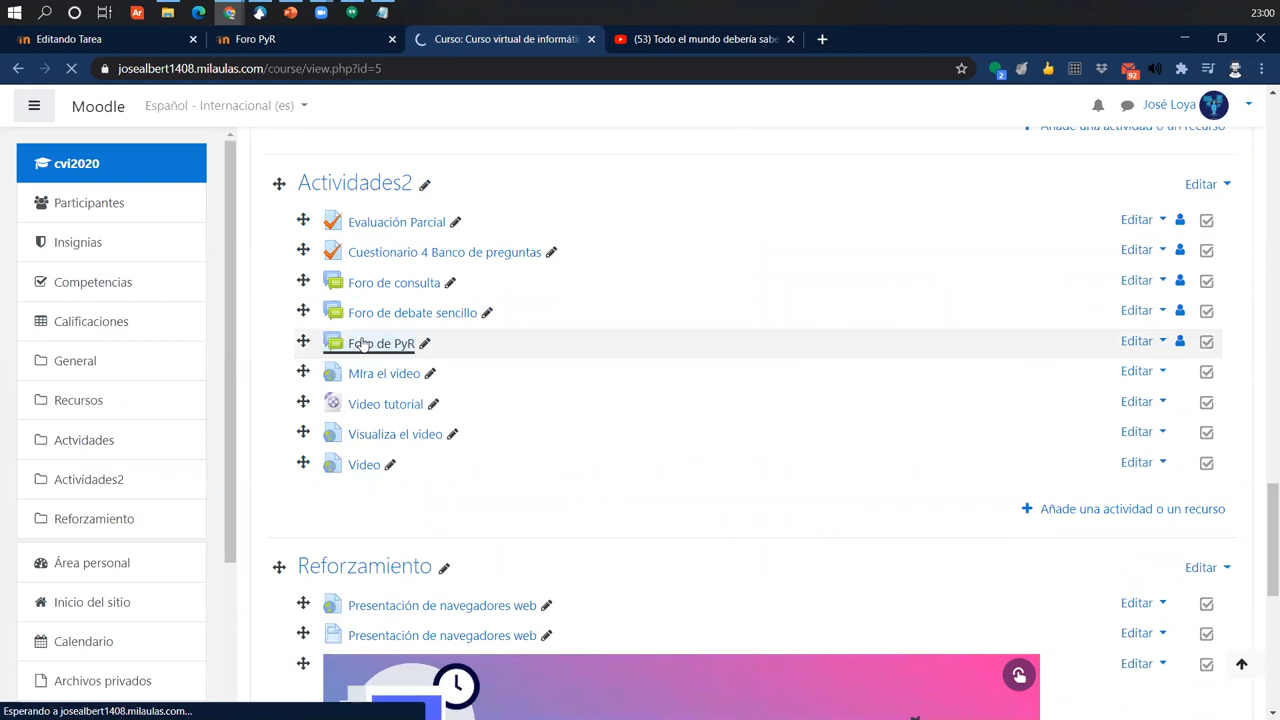 23:00
Editando Tarea
Foro PyR
Curso: Curso virtual de informáti
(53) Todo el mundo debería sabe
josealbert1408.milaulas.com/course/view.php?id=5
2
92
Moodle
Español - Internacional (es)
José Loya
Añade una actividad o un recurso
cvi2020
Participantes
Insignias
Competencias
Calificaciones
General
Recursos
Actividades
Actividades2
Reforzamiento
Área personal
Inicio del sitio
Calendario
Archivos privados
Actividades2
Editar
Evaluación Parcial
Editar
Cuestionario 4 Banco de preguntas
Editar
Foro de consulta
Editar
Foro de debate sencillo
Editar
Foro de PyR
Editar
MIra el video
Editar
Video tutorial
Editar
Visualiza el video
Editar
Video
Editar
Añade una actividad o un recurso
Reforzamiento
Editar
Presentación de navegadores web
Editar
Presentación de navegadores web
Editar
Editar
Esperando a josealbert1408.milaulas.com...